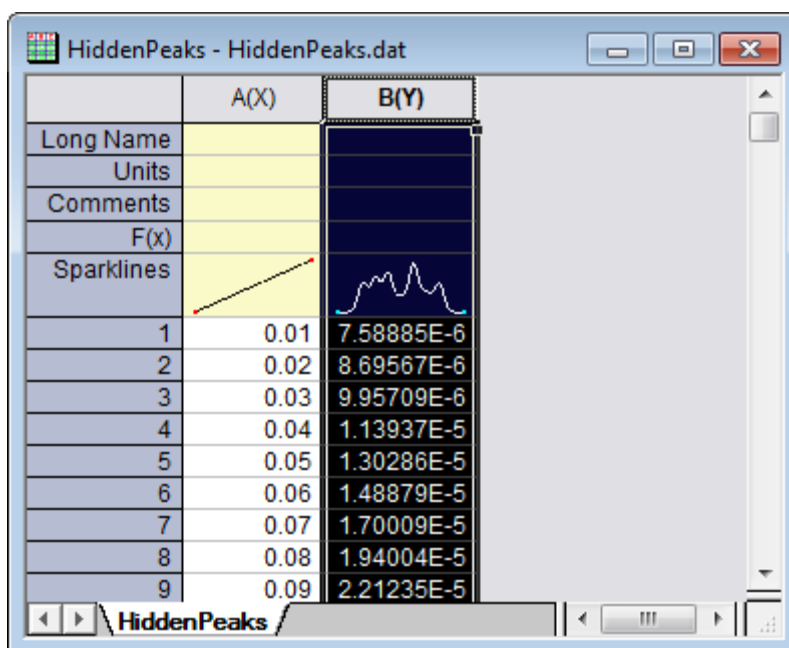 HiddenPeaks - HiddenPeaks.dat
A(X) B(Y)
Long Name
Units
Comments
F(x)
Sparklines
1 0.01 7.58885E-6
2 0.02 8.69567E-6
3 0.03 9.95709E-6
4 0.04 1.13937E-5
5 0.05 1.30286E-5
6 0.06 1.48879E-5
7 0.07 1.70009E-5
8 0.08 1.94004E-5
9 0.09 2.21235E-5
HiddenPeaks